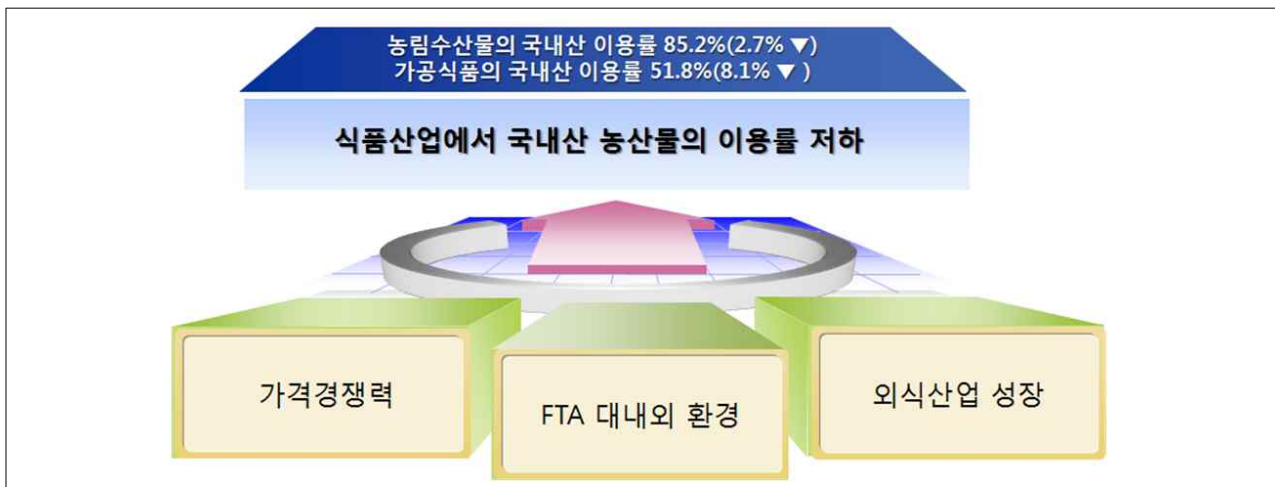 농림수산물의 국내산 이용률 85.2%(2.7% ▼)
가공식품의 국내산 이용률 51.8%(8.1% ▼ )
식품산업에서 국내산 농산물의 이용률 저하
가격경쟁력
FTA 대내외 환경
외식산업 성장